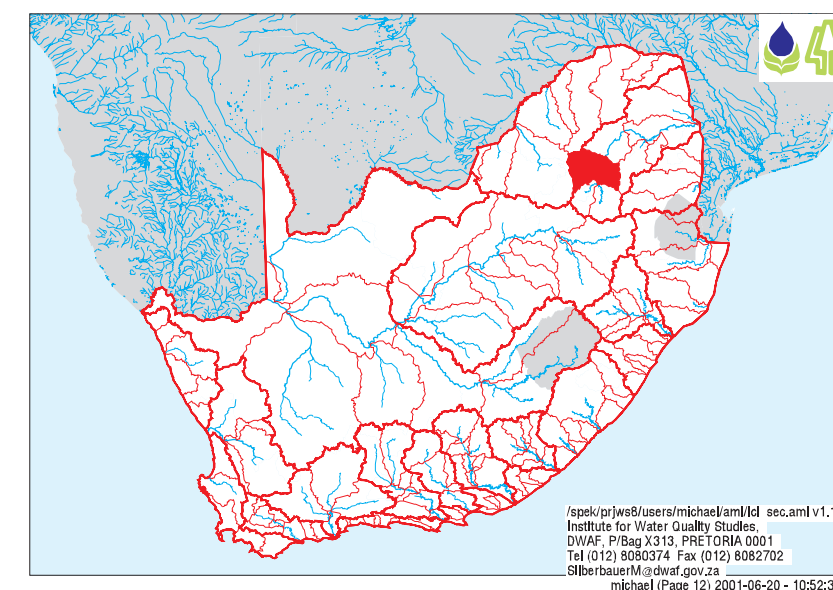 /spek/prjws8/users/michael/aml/lcl sec.aml v1.1
Institute for Water Quality Studies,
DWAF, P/Bag X313, PRETORIA 0001
Tel (012) 8080374 Fax (012) 8082702
SilberbauerM@dwaf.gov.za
michael (Page 12) 2001-06-20 - 10:52:3